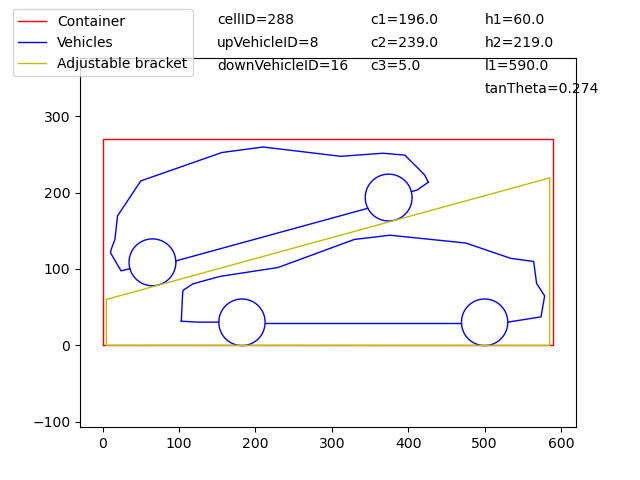 Container
Vehicles
Adjustable bracket
cellID=288
c1=196.0
h1=60.0
upVehicleID=8
c2=239.0
h2=219.0
downVehicleID=16
c3=5.0
l1=590.0
tanTheta=0.274
300
200
100
0
−100
0
100
200
300
400
500
600